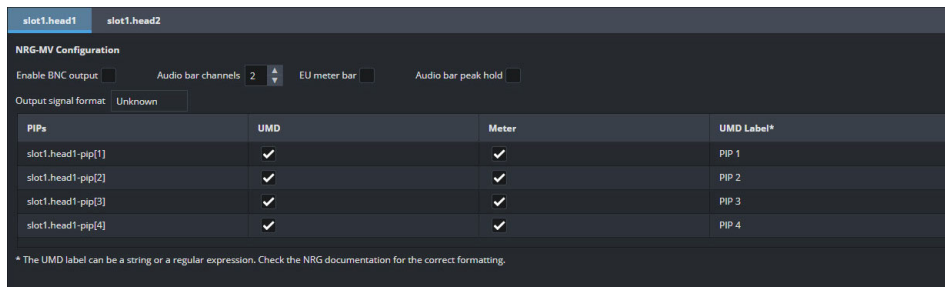 slot1.head1 slot1.head2
NRG-MV Configuration
Enable BNC output Audio bar channels 2 EU meter bar Audio bar peak hold
Output signal format Unknown
PIPs UMD Meter UMD Label*
slot1.head1-pip[1] PIP 1
slot1.head1-pip[2] PIP 2
slot1.head1-pip[3] PIP 3
slot1.head1-pip[4] PIP 4
* The UMD label can be a string or a regular expression. Check the NRG documentation for the correct formatting.